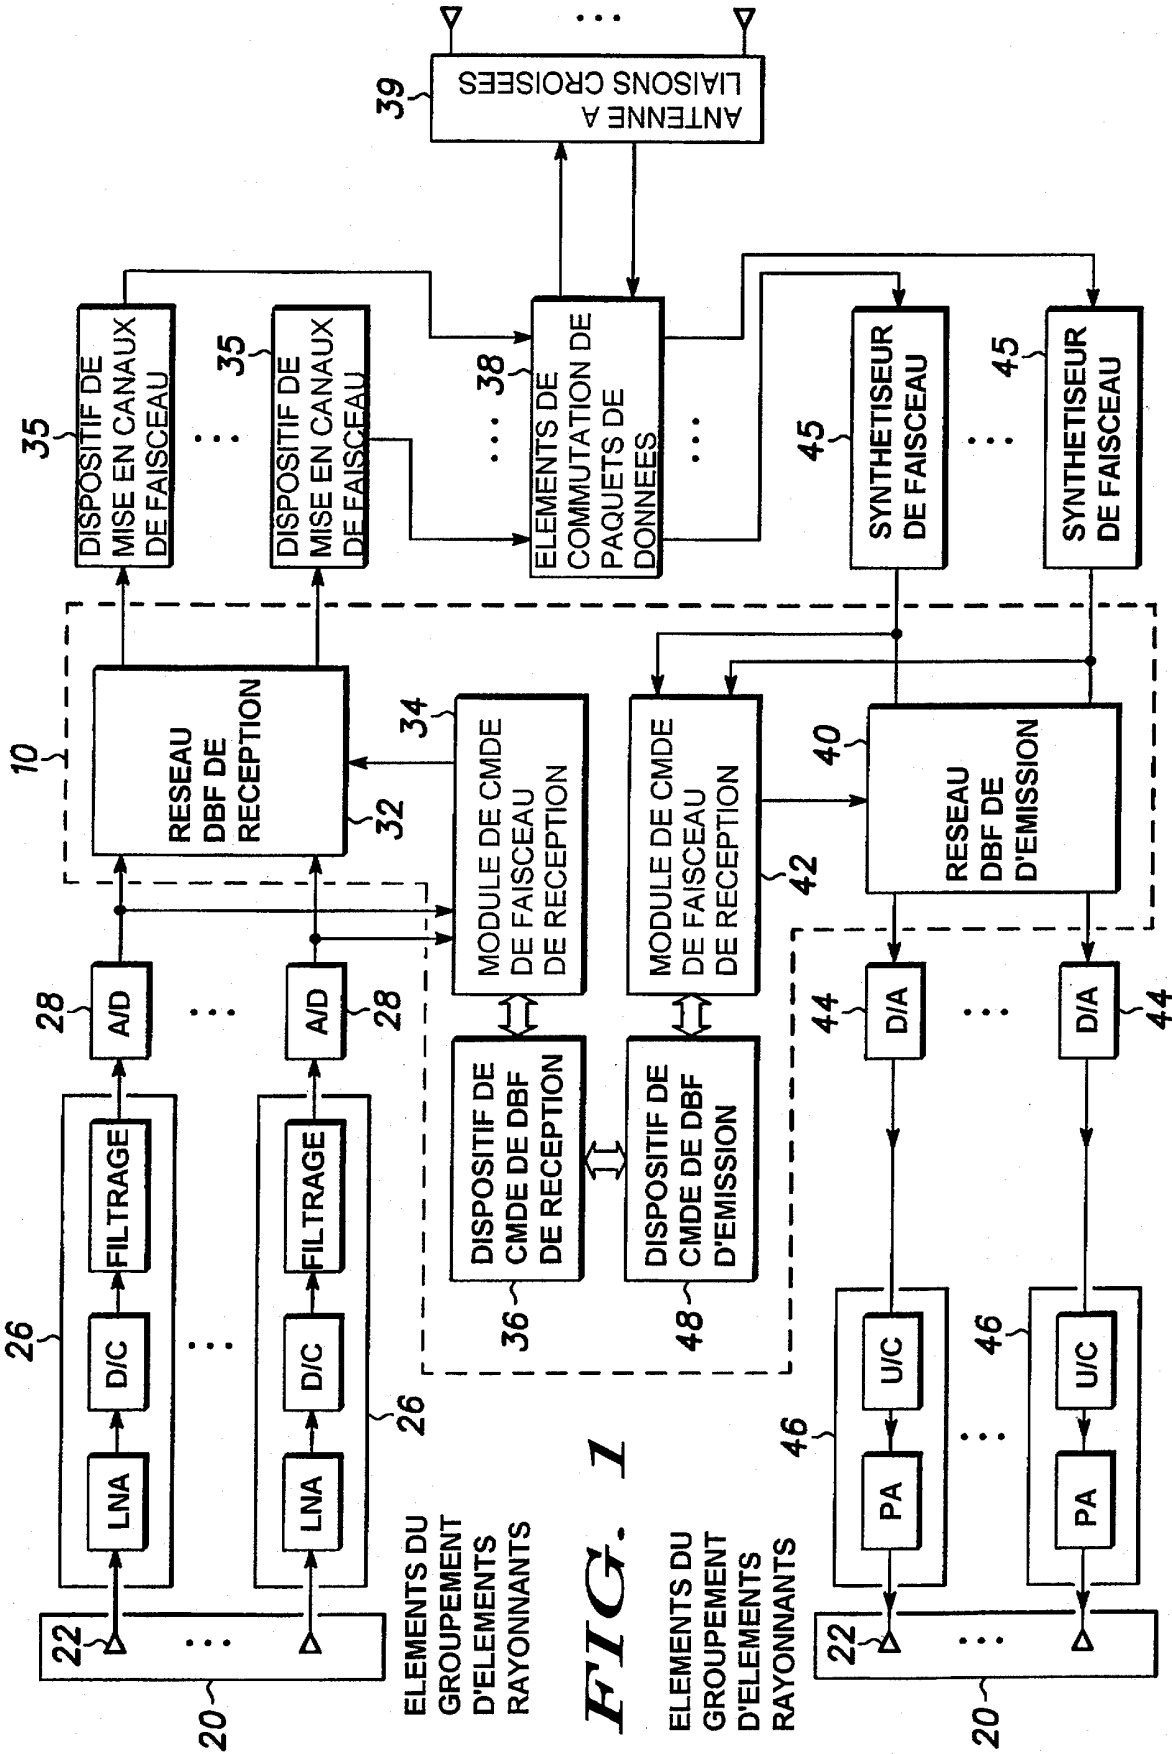 20
22
26
LNA
D/C
FILTRAGE
28
A/D
10
RESEAU
DBF DE
RECEPTION
32
35
DISPOSITIF DE
MISE EN CANAUX
DE FAISCEAU
LNA
D/C
FILTRAGE
26
A/D
28
35
DISPOSITIF DE
MISE EN CANAUX
DE FAISCEAU
39
ANTENNE A
LIAISONS CROISEES
ELEMENTS DU
GROUPEMENT
D'ELEMENTS
RAYONNANTS
34
MODULE DE CMDE
DE FAISCEAU
DE RECEPTION
DISPOSITIF DE
CMDE DE DBF
DE RECEPTION
36
38
ELEMENTS DE
COMMUTATION DE
PAQUETS DE
DONNEES
FIG. 1
MODULE DE CMDE
DE FAISCEAU
DE RECEPTION
42
DISPOSITIF DE
CMDE DE DBF
D'EMISSION
48
ELEMENTS DU
GROUPEMENT
D'ELEMENTS
RAYONNANTS
22
46
PA
U/C
44
D/A
40
RESEAU
DBF DE
D'EMISSION
45
SYNTHETISEUR
DE FAISCEAU
20
PA
U/C
46
D/A
44
45
SYNTHETISEUR
DE FAISCEAU